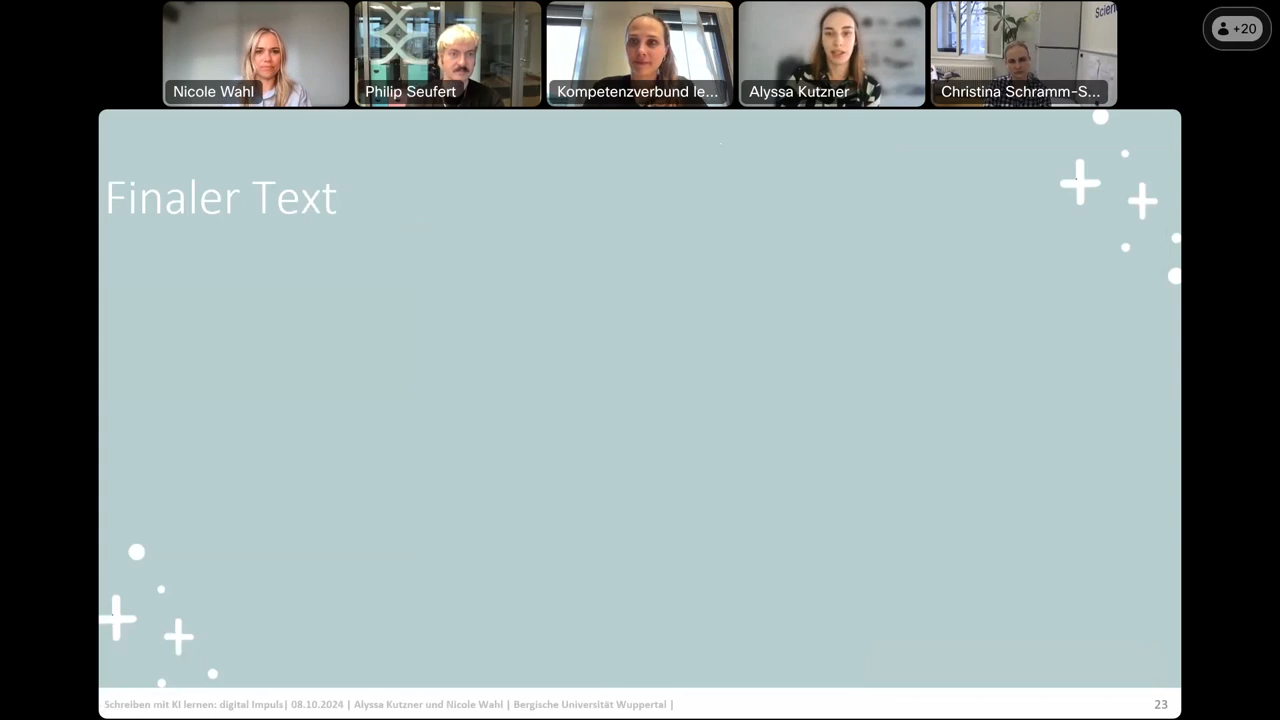 Nicole Wahl
Philip Seufert
Kompetenzverbund le...
Alyssa Kutzner
Christina Schramm-S...
+20
Finaler Text
Schreiben mit KI lernen: digital Impuls| 08.10.2024 | Alyssa Kutzner und Nicole Wahl | Bergische Universität Wuppertal |
23